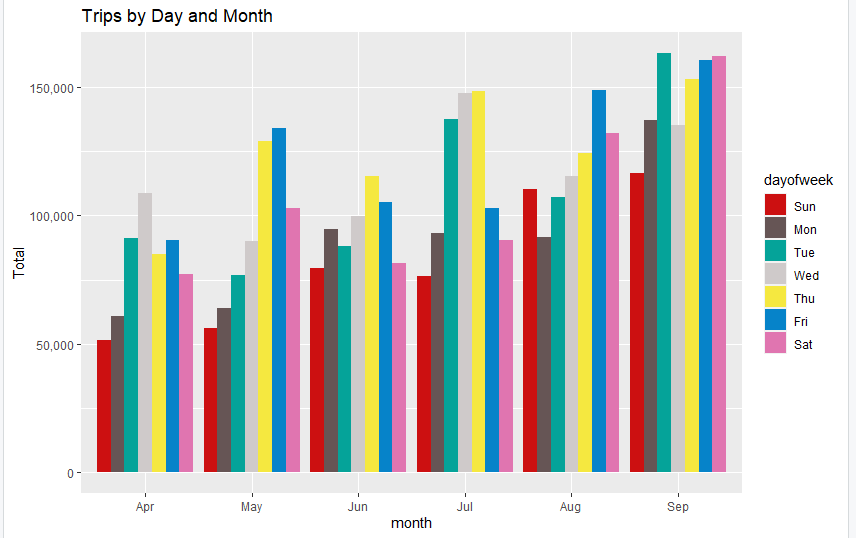 Trips by Day and Month
Total
150,000
100,000
50,000
0
Apr May Jun Jul Aug Sep
month
dayofweek
Sun
Mon
Tue
Wed
Thu
Fri
Sat